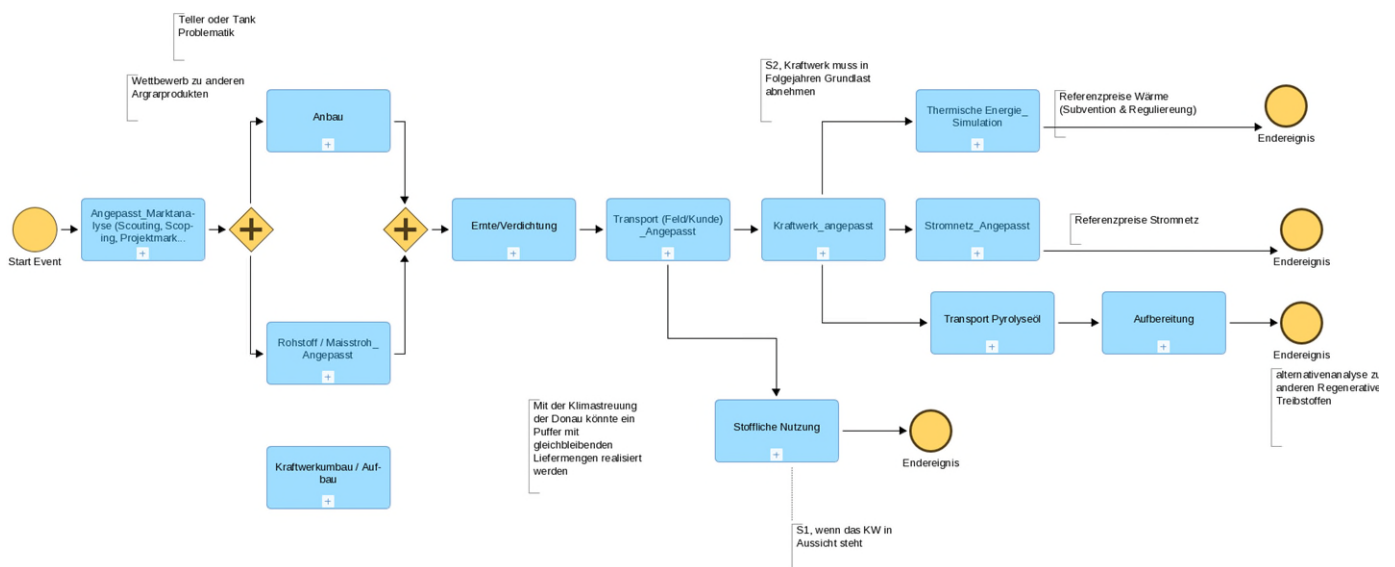 Teller oder Tank
Problematik
Wettbewerb zu anderen
Argrarprodukten
S2, Kraftwerk muss in
Folgejahren Grundlast
abnehmen
Anbau
Thermische Energie_
Simulation
Referenzpreise Wärme
(Subvention & Reguliereung)
Endereignis
Start Event
Angepasst_Marktana-
lyse (Scouting, Scop-
ing, Projektmark...
Ernte/Verdichtung
Transport (Feld/Kunde)
_Angepasst
Kraftwerk_angepasst
Stromnetz_Angepasst
Referenzpreise Stromnetz
Endereignis
Rohstoff / Maisstroh_
Angepasst
Transport Pyrolyseöl
Aufbereitung
Endereignis
alternativenanalyse zu
anderen Regenerative
Treibstoffen
Mit der Klimastreuung
der Donau könnte ein
Puffer mit
gleichbleibenden
Liefermengen realisiert
werden
Stoffliche Nutzung
Endereignis
Kraftwerkumbau / Auf-
bau
S1, wenn das KW in
Aussicht steht